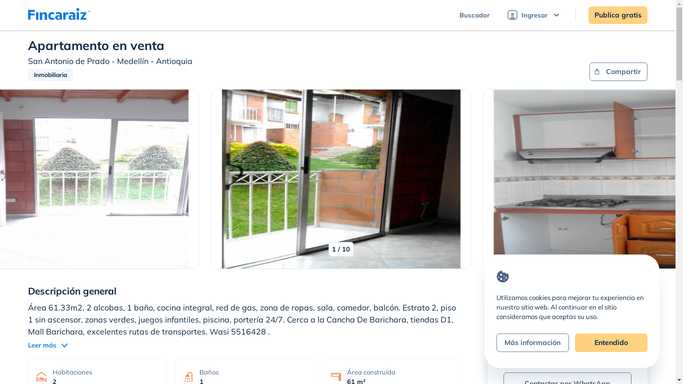 Fincaraiz
Buscador
Ingresar
Publica gratis
Apartamento en venta
San Antonio de Prado - Medellín - Antioquia
Inmobiliaria
Compartir
1 / 10
Descripción general
Área 61.33m2, 2 alcobas, 1 baño, cocina integral, red de gas, zona de ropas, sala, comedor, balcón. Estrato 2, piso
1 sin ascensor, zonas verdes, juegos infantiles, piscina, portería 24/7. Cerca a la Cancha De Barichara, tiendas D1,
Mall Barichara, excelentes rutas de transportes. Wasi 5516428 .
Leer más
Habitaciones
2
Baños
1
Área construida
61 m²
Utilizamos cookies para mejorar tu experiencia en
nuestro sitio web. Al continuar en el sitio
consideramos que aceptas su uso.
Más información
Entendido
Contactar por WhatsApp